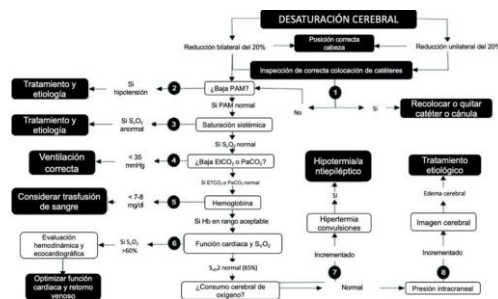 DESATURACIÓN CEREBRAL
Reducción bilateral del 20%
Posición correcta
cabeza
Reducción unilateral del 20%
Inspección de correcta colocación de catéteres
1
No
Si
Recolocar o quitar
catéter o cánula
Tratamiento y
etiología
Si
hipotensión
2
¿Baja PAM?
Si PAM normal
Tratamiento y
etiología
Si SₐO₂
anormal
3
Saturación sistémica
Si SₐO₂ normal
Ventilación
correcta
< 35
mmHg
4
¿Baja EtCO₂ o PaCO₂?
Si ETCO₂ o PaCO₂ normal
Considerar trasfusión
de sangre
< 7-8
mg/dl
5
Hemoglobina
Si Hb en rango aceptable
Evaluación
hemodinámica y
ecocardiográfica
6
Función cardiaca y SᵥO₂
>60%
Optimizar función
cardiaca y retorno
venoso
normal (65%)
¿Consumo cerebral de
oxígeno?
Normal
Presión intracraneal
Incrementado
7
Hipertermia
convulsiones
SÍ
Hipotermia/a
ntiepiléptico
Incrementado
8
Imagen cerebral
Edema cerebral
Tratamiento
etiológico